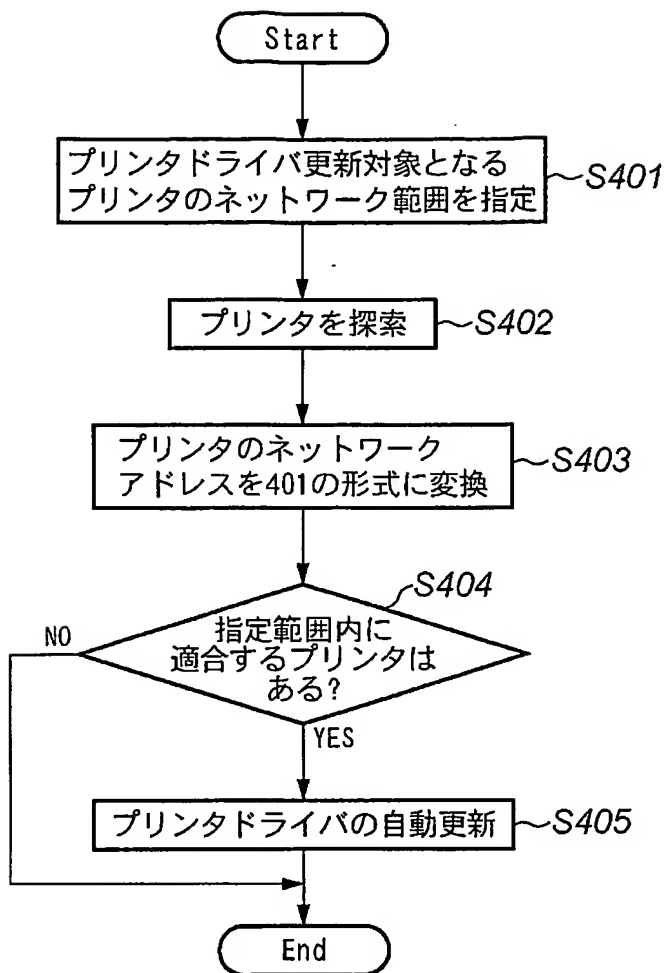 Start
プリンタドライバ更新対象となる
プリンタのネットワーク範囲を指定
S401
プリンタを探索
S402
プリンタのネットワーク
アドレスを401の形式に変換
S403
S404
指定範囲内に
適合するプリンタは
ある?
NO
YES
プリンタドライバの自動更新
S405
End